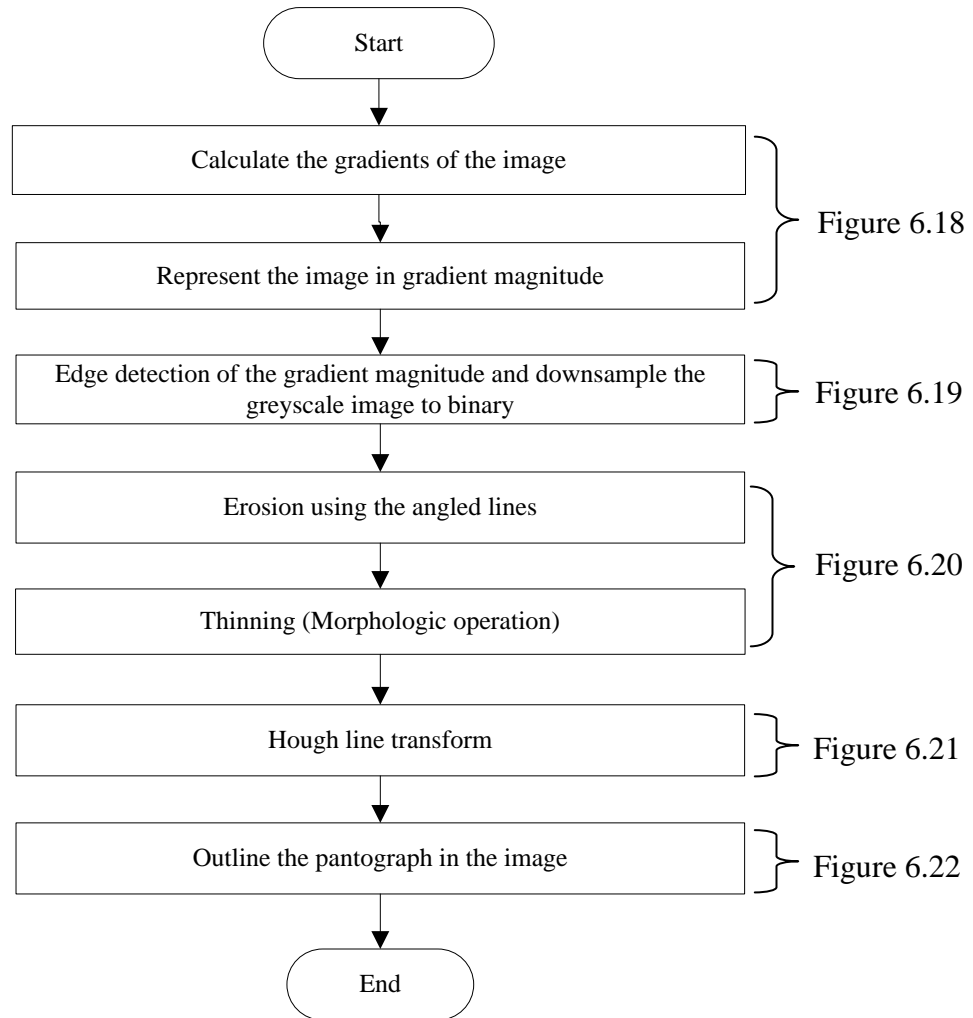 Start
Calculate the gradients of the image
Represent the image in gradient magnitude
Figure 6.18
Edge detection of the gradient magnitude and downsample the
greyscale image to binary
Figure 6.19
Erosion using the angled lines
Thinning (Morphologic operation)
Figure 6.20
Hough line transform
Figure 6.21
Outline the pantograph in the image
Figure 6.22
End